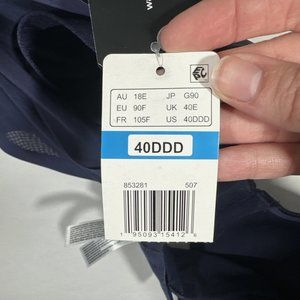 AU 18E JP G90
EU 90F UK 40E
FR 105F US 40DDD
40DDD
853281 507
1 95093 15412 6